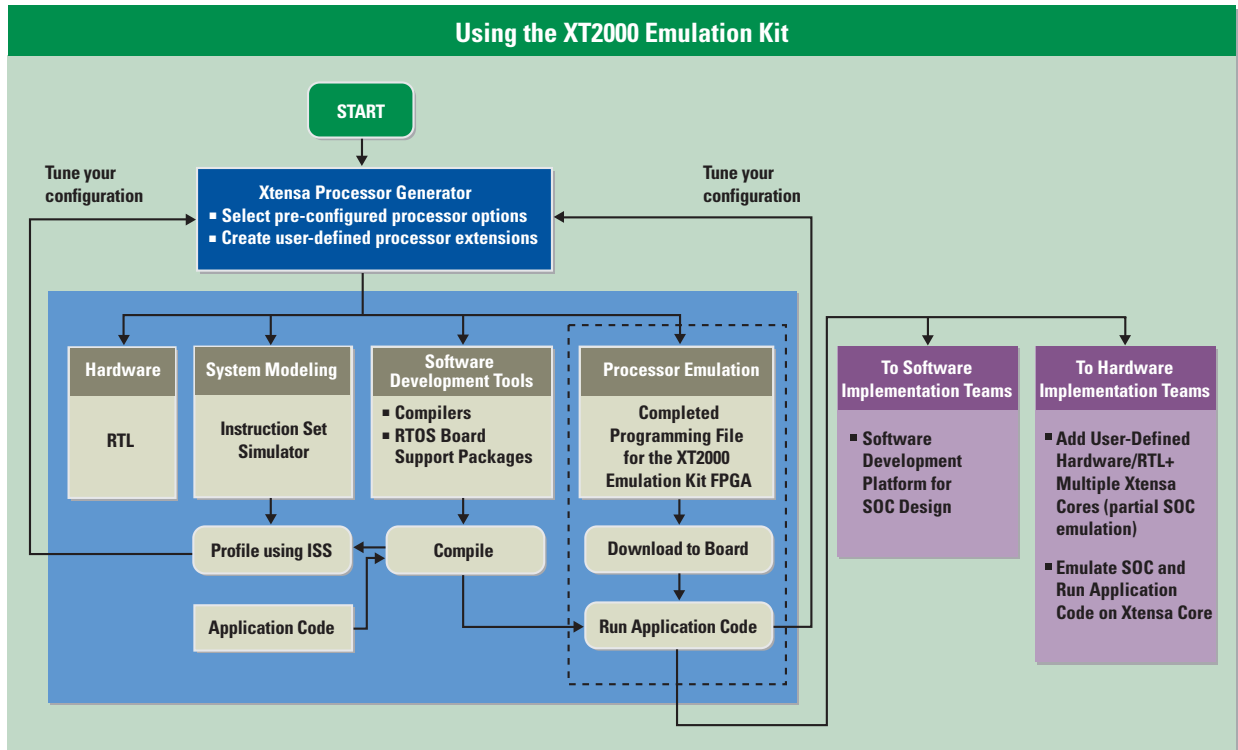 Using the XT2000 Emulation Kit
START
Tune your
configuration
Xtensa Processor Generator
▪ Select pre-configured processor options
▪ Create user-defined processor extensions
Tune your
configuration
Hardware
RTL
System Modeling
Instruction Set
Simulator
Software
Development Tools
▪ Compilers
▪ RTOS Board
Support Packages
Processor Emulation
Completed
Programming File
for the XT2000
Emulation Kit FPGA
To Software
Implementation Teams
▪ Software
Development
Platform for
SOC Design
To Hardware
Implementation Teams
▪ Add User-Defined
Hardware/RTL+
Multiple Xtensa
Cores (partial SOC
emulation)
▪ Emulate SOC and
Run Application
Code on Xtensa Core
Profile using ISS
Compile
Download to Board
Application Code
Run Application Code